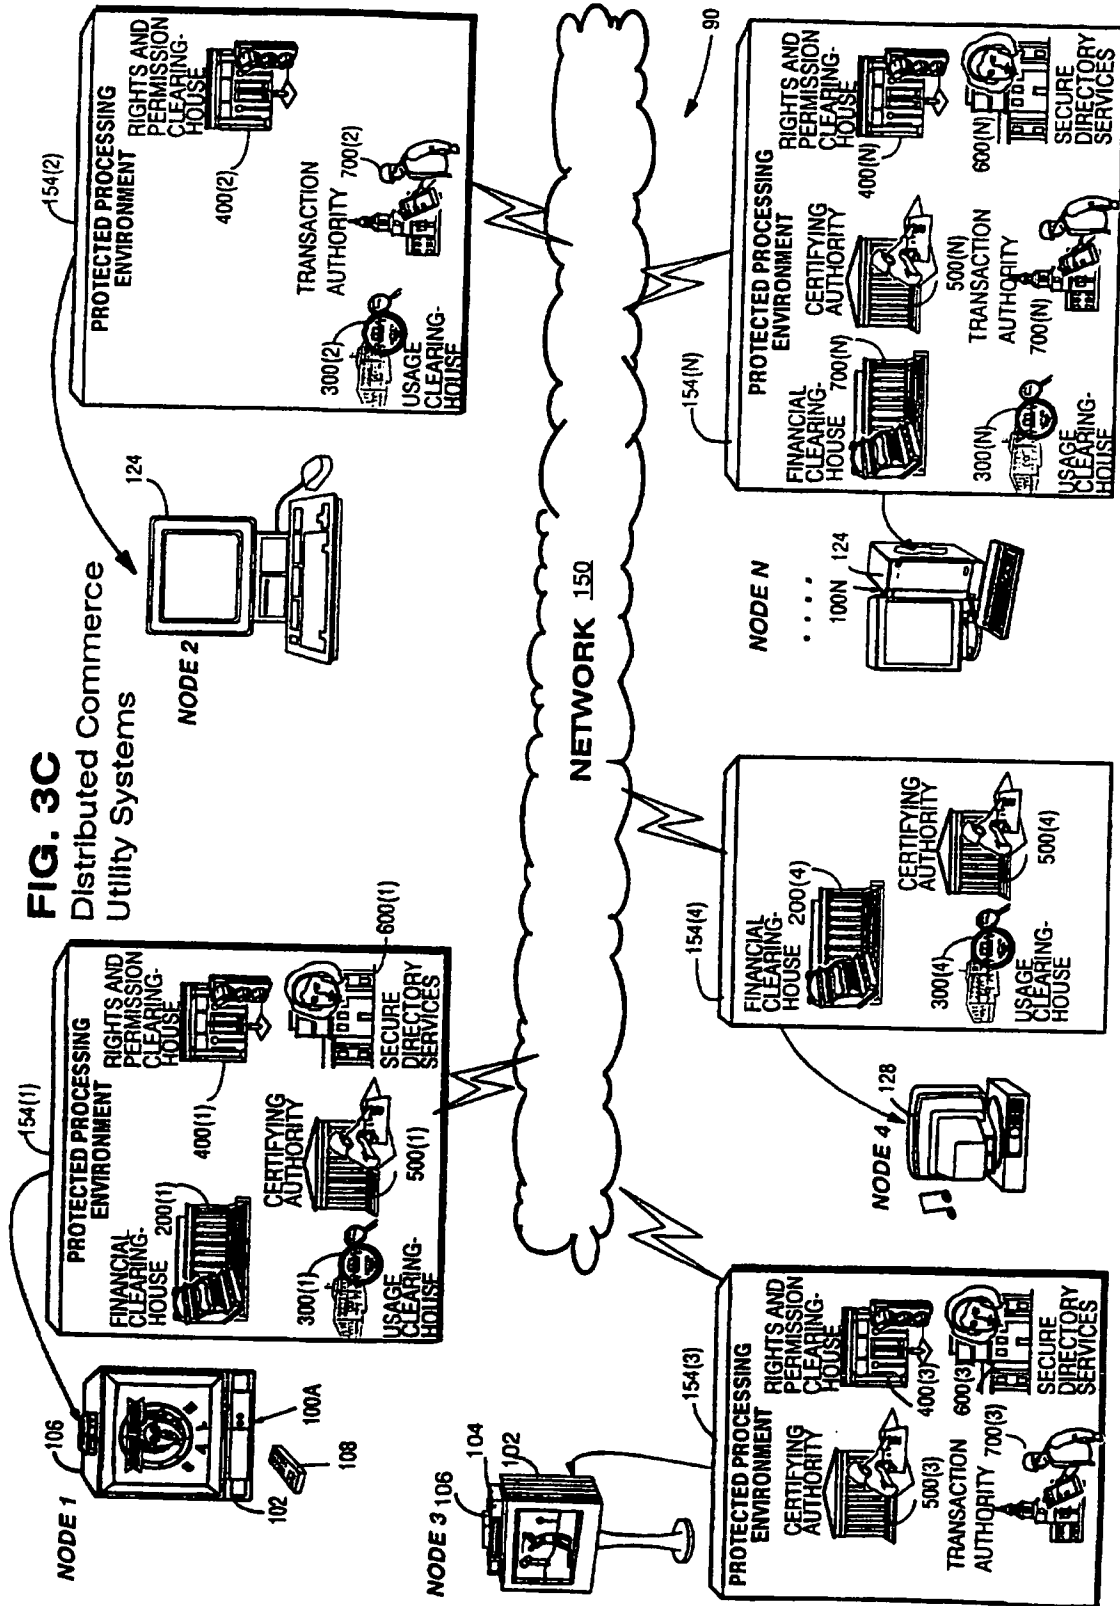 FIG. 3C
Distributed Commerce
Utility Systems
NODE 1
106
102
100A
108
154(1)
PROTECTED PROCESSING
ENVIRONMENT
FINANCIAL
CLEARING-
HOUSE
200(1)
RIGHTS AND
PERMISSION
CLEARING-
HOUSE
400(1)
CERTIFYING
AUTHORITY
500(1)
300(1)
USAGE
CLEARING-
HOUSE
600(1)
SECURE
DIRECTORY
SERVICES
NODE 2
124
154(2)
PROTECTED PROCESSING
ENVIRONMENT
RIGHTS AND
PERMISSION
CLEARING-
HOUSE
400(2)
TRANSACTION
AUTHORITY
700(2)
300(2)
USAGE
CLEARING-
HOUSE
NETWORK 150
90
NODE 3
106
104
102
154(3)
PROTECTED PROCESSING
ENVIRONMENT
CERTIFYING
AUTHORITY
500(3)
RIGHTS AND
PERMISSION
CLEARING-
HOUSE
400(3)
TRANSACTION
AUTHORITY
700(3)
600(3)
SECURE
DIRECTORY
SERVICES
NODE 4
128
154(4)
FINANCIAL
CLEARING-
HOUSE
200(4)
CERTIFYING
AUTHORITY
500(4)
300(4)
USAGE
CLEARING-
HOUSE
NODE N
. . . .
100N
124
154(N)
PROTECTED PROCESSING
ENVIRONMENT
FINANCIAL
CLEARING-
HOUSE
700(N)
CERTIFYING
AUTHORITY
500(N)
RIGHTS AND
PERMISSION
CLEARING-
HOUSE
400(N)
300(N)
USAGE
CLEARING-
HOUSE
TRANSACTION
AUTHORITY
700(N)
600(N)
SECURE
DIRECTORY
SERVICES